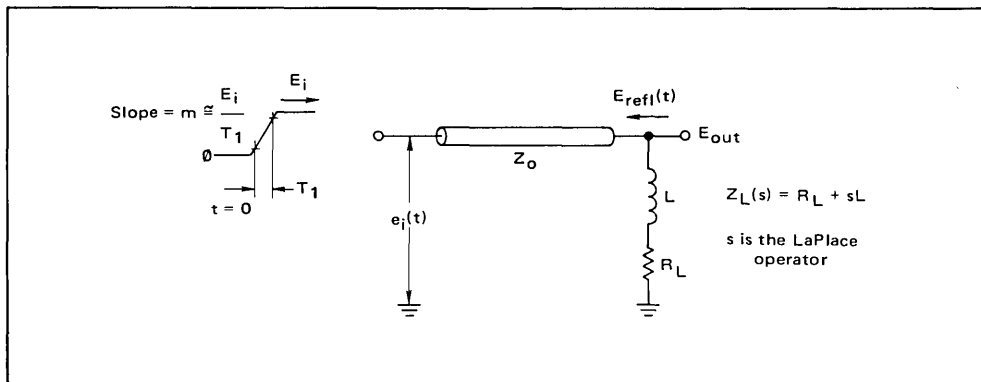 Slope = m ≅ E_i / T_1
E_i
Ø
t = 0
T_1
e_i(t)
Z_o
E_refl(t)
E_out
L
R_L
Z_L(s) = R_L + sL
s is the LaPlace
operator